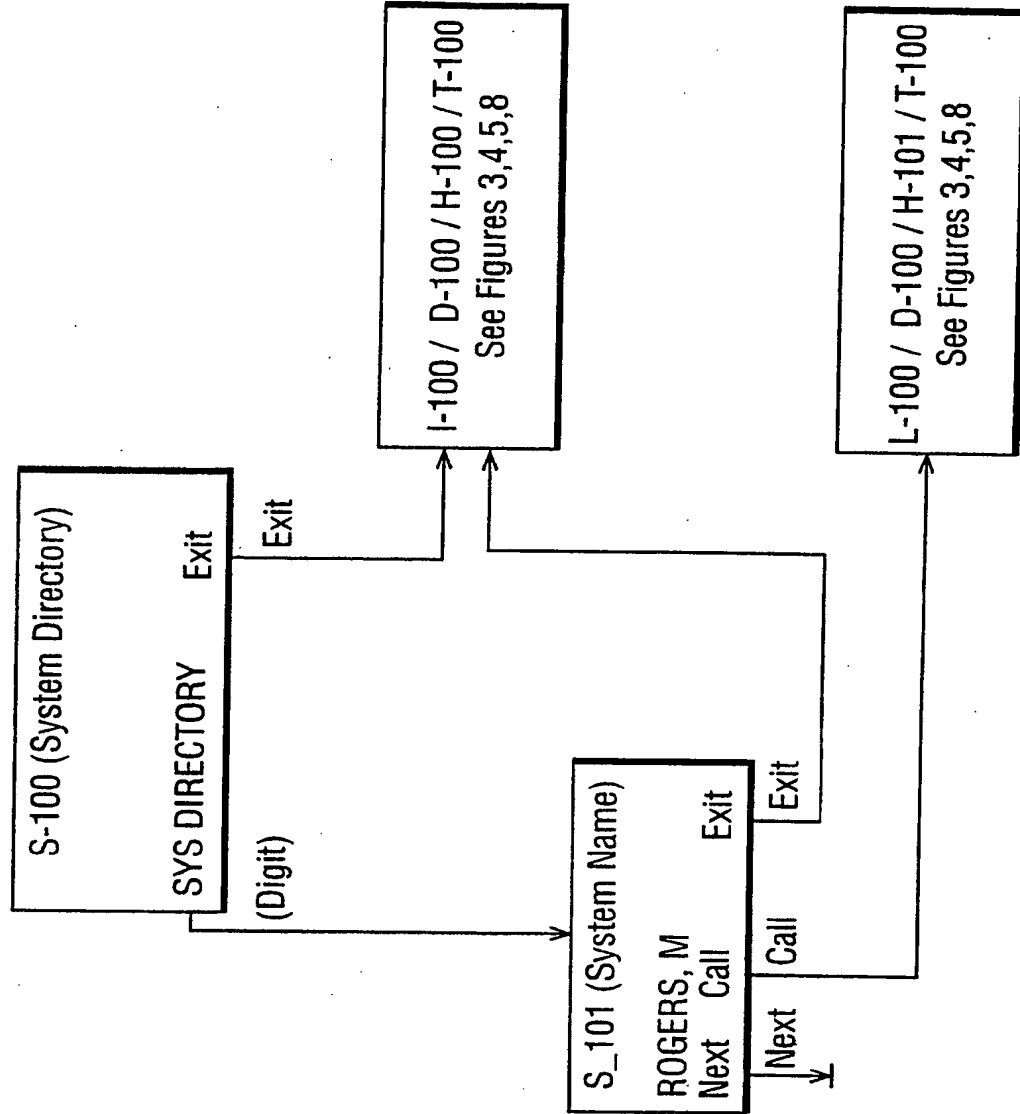 S-100 (System Directory)
SYS DIRECTORY Exit
Exit
(Digit)
I-100 / D-100 / H-100 / T-100
See Figures 3,4,5,8
S_101 (System Name)
ROGERS, M
Next Call Exit
Next
Call
Exit
L-100 / D-100 / H-101 / T-100
See Figures 3,4,5,8